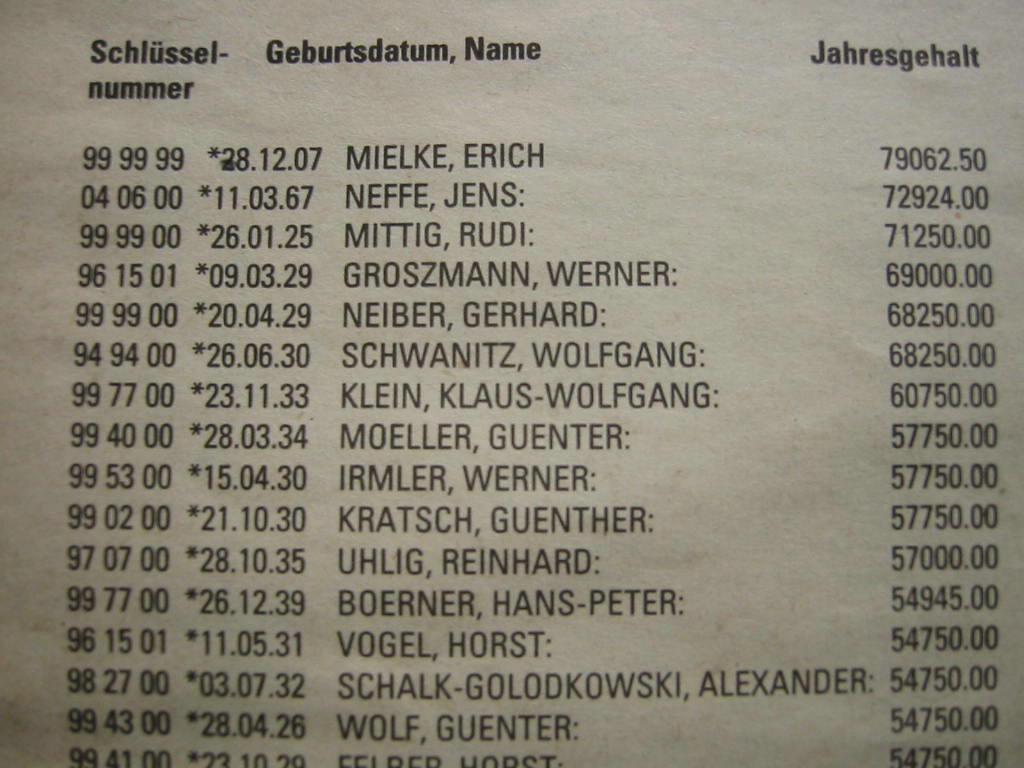 Schlüssel- Geburtsdatum, Name Jahresgehalt
nummer
99 99 99 *28.12.07 MIELKE, ERICH 79062.50
04 06 00 *11.03.67 NEFFE, JENS: 72924.00
99 99 00 *26.01.25 MITTIG, RUDI: 71250.00
96 15 01 *09.03.29 GROSZMANN, WERNER: 69000.00
99 99 00 *20.04.29 NEIBER, GERHARD: 68250.00
94 94 00 *26.06.30 SCHWANITZ, WOLFGANG: 68250.00
99 77 00 *23.11.33 KLEIN, KLAUS-WOLFGANG: 60750.00
99 40 00 *28.03.34 MOELLER, GUENTER: 57750.00
99 53 00 *15.04.30 IRMLER, WERNER: 57750.00
99 02 00 *21.10.30 KRATSCH, GUENTHER: 57750.00
97 07 00 *28.10.35 UHLIG, REINHARD: 57000.00
99 77 00 *26.12.39 BOERNER, HANS-PETER: 54945.00
96 15 01 *11.05.31 VOGEL, HORST: 54750.00
98 27 00 *03.07.32 SCHALK-GOLODKOWSKI, ALEXANDER: 54750.00
99 43 00 *28.04.26 WOLF, GUENTER: 54750.00
99 41 00 *23.10.29 FELBER, HORST: 54750.00